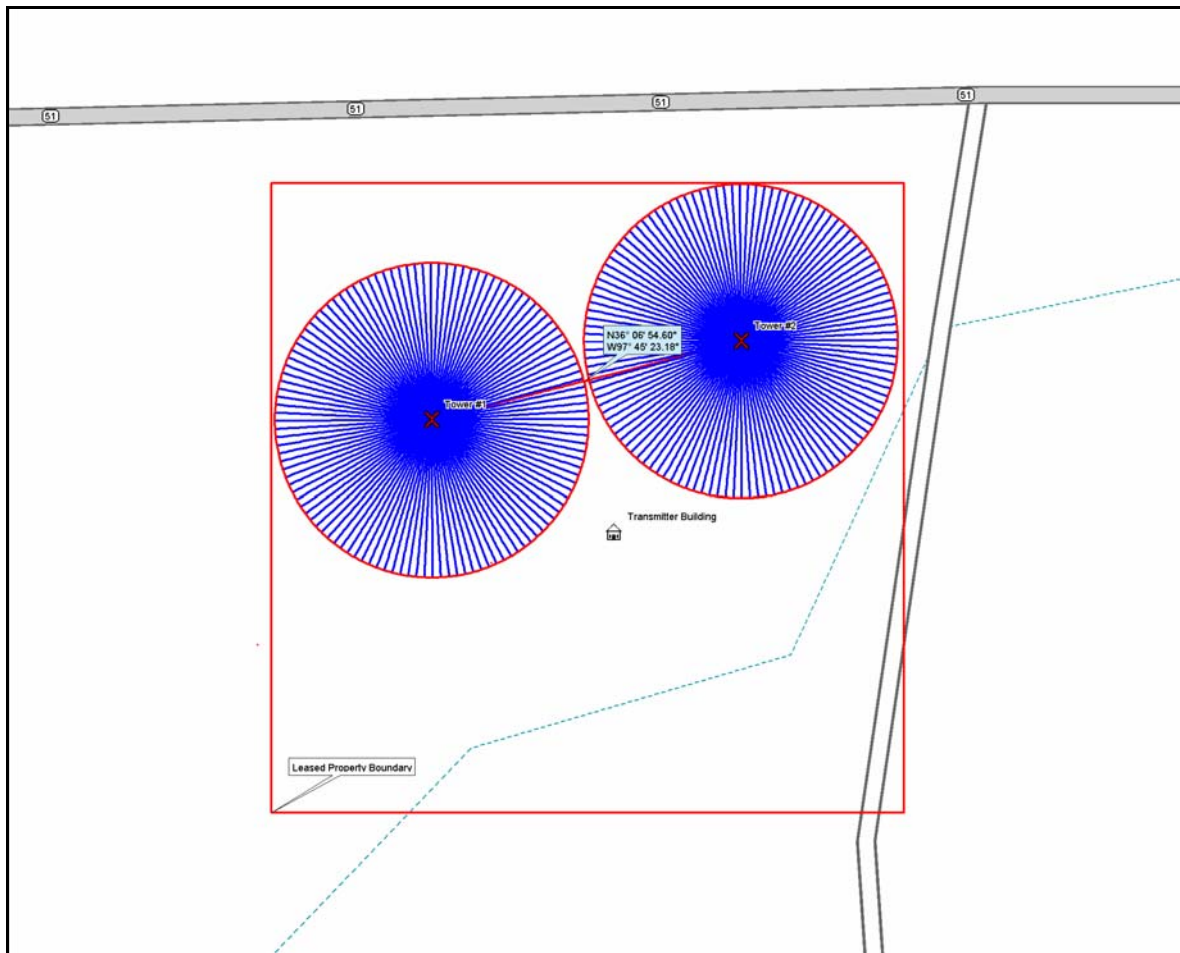 51
51
51
51
N36° 06' 54.60"
W97° 45' 23.18"
Tower #2
Tower #1
Transmitter Building
Leased Property Boundary